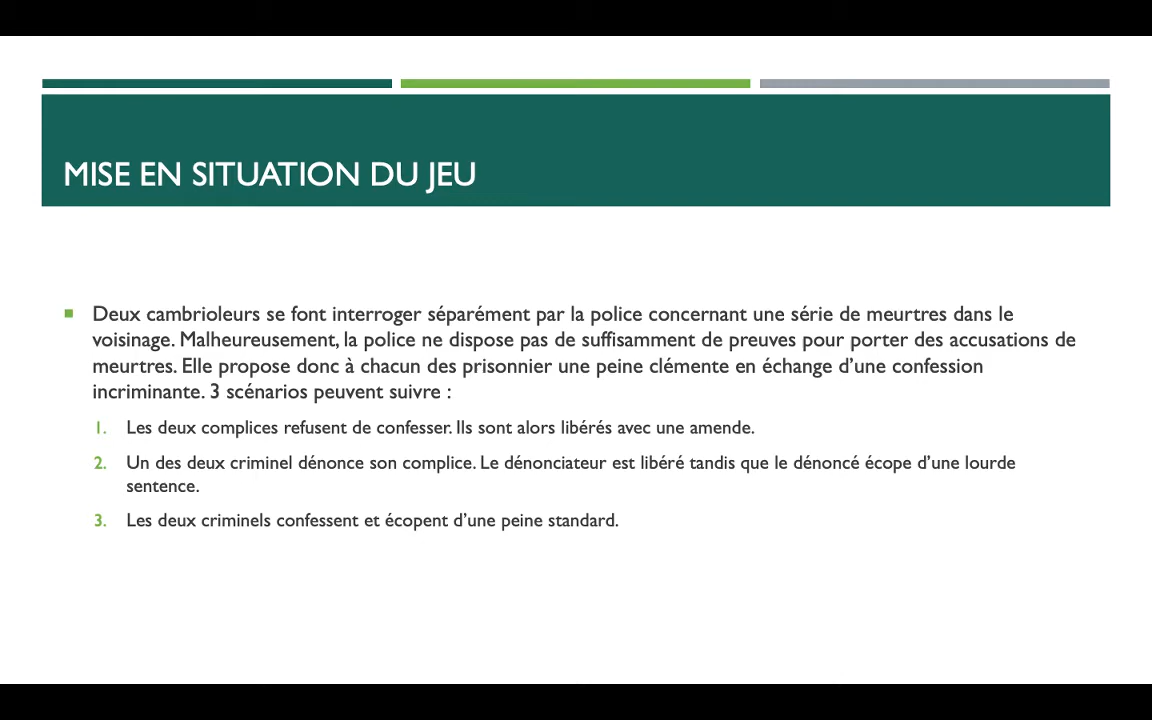 MISE EN SITUATION DU JEU
Deux cambrioleurs se font interroger séparément par la police concernant une série de meurtres dans le
voisinage. Malheureusement, la police ne dispose pas de suffisamment de preuves pour porter des accusations de
meurtres. Elle propose donc à chacun des prisonnier une peine clémente en échange d’une confession
incriminante. 3 scénarios peuvent suivre :
1. Les deux complices refusent de confesser. Ils sont alors libérés avec une amende.
2. Un des deux criminel dénonce son complice. Le dénonciateur est libéré tandis que le dénoncé écope d’une lourde
sentence.
3. Les deux criminels confessent et écopent d’une peine standard.